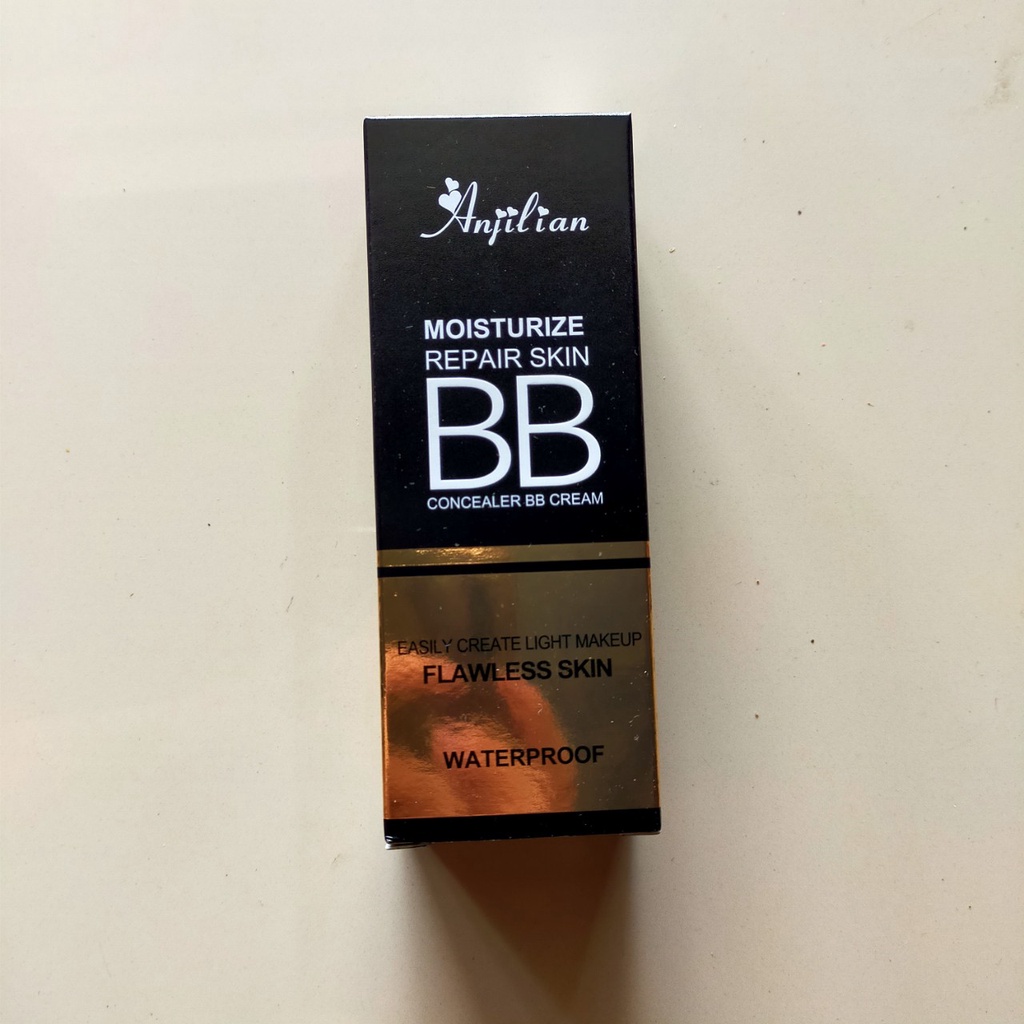 Anjilian
MOISTURIZE
REPAIR SKIN
BB
CONCEALER BB CREAM
EASILY CREATE LIGHT MAKEUP
FLAWLESS SKIN
WATERPROOF